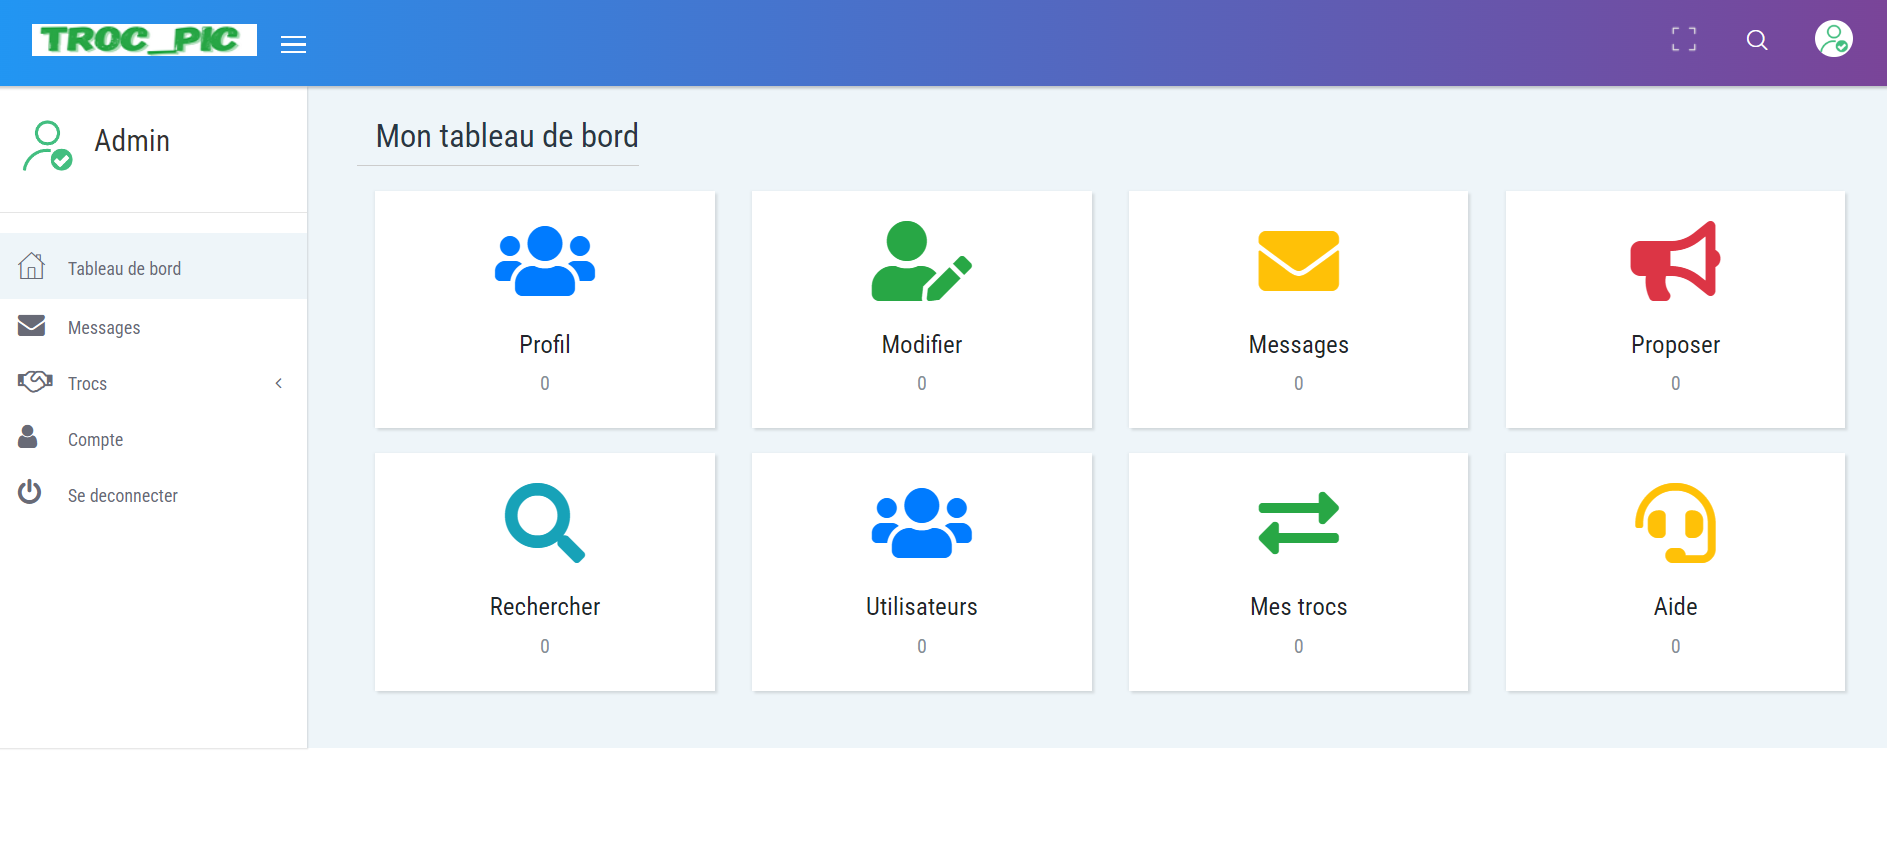 TROC_PIC
Admin
Tableau de bord
Messages
Trocs
Compte
Se deconnecter
Mon tableau de bord
Profil
0
Modifier
0
Messages
0
Proposer
0
Rechercher
0
Utilisateurs
0
Mes trocs
0
Aide
0